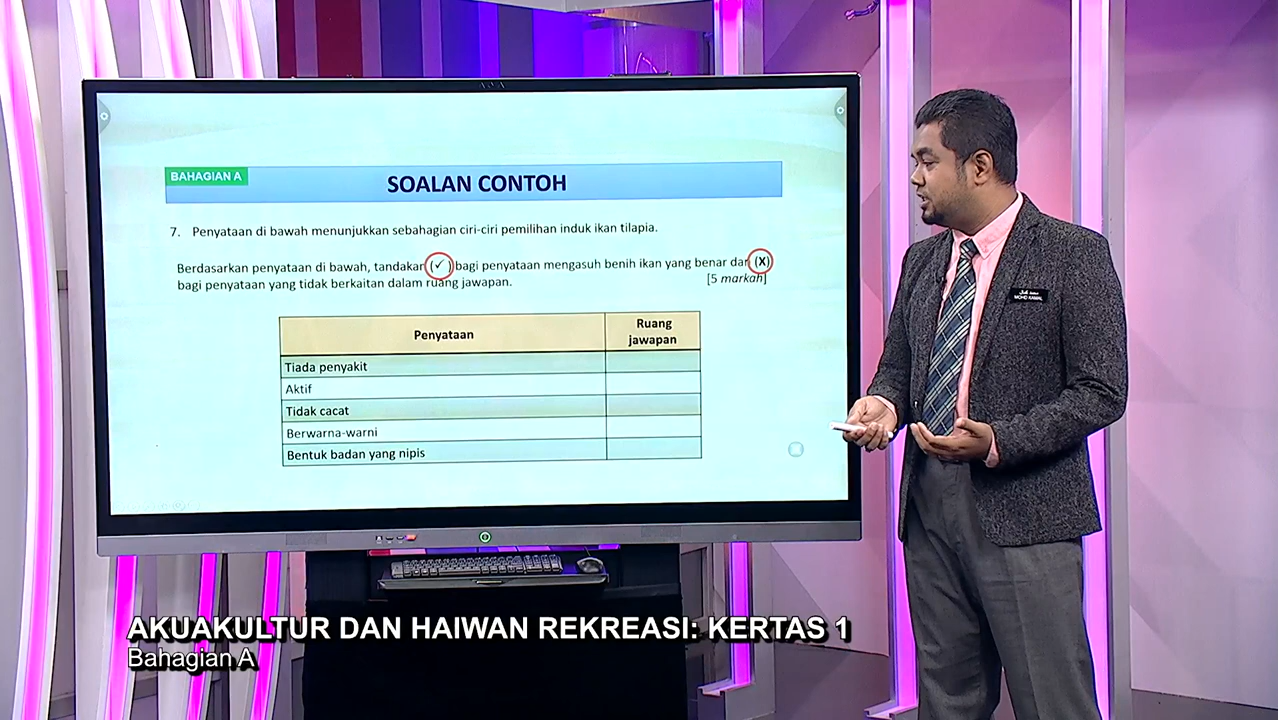 BAHAGIAN A
SOALAN CONTOH
7. Penyataan di bawah menunjukkan sebahagian ciri-ciri pemilihan induk ikan tilapia.
Berdasarkan penyataan di bawah, tandakan (✓) bagi penyataan mengasuh benih ikan yang benar dan (X)
bagi penyataan yang tidak berkaitan dalam ruang jawapan. [5 markah]
Penyataan
Ruang
jawapan
Tiada penyakit
Aktif
Tidak cacat
Berwarna-warni
Bentuk badan yang nipis
MOHD KAMAL
AKUAKULTUR DAN HAIWAN REKREASI: KERTAS 1
Bahagian A